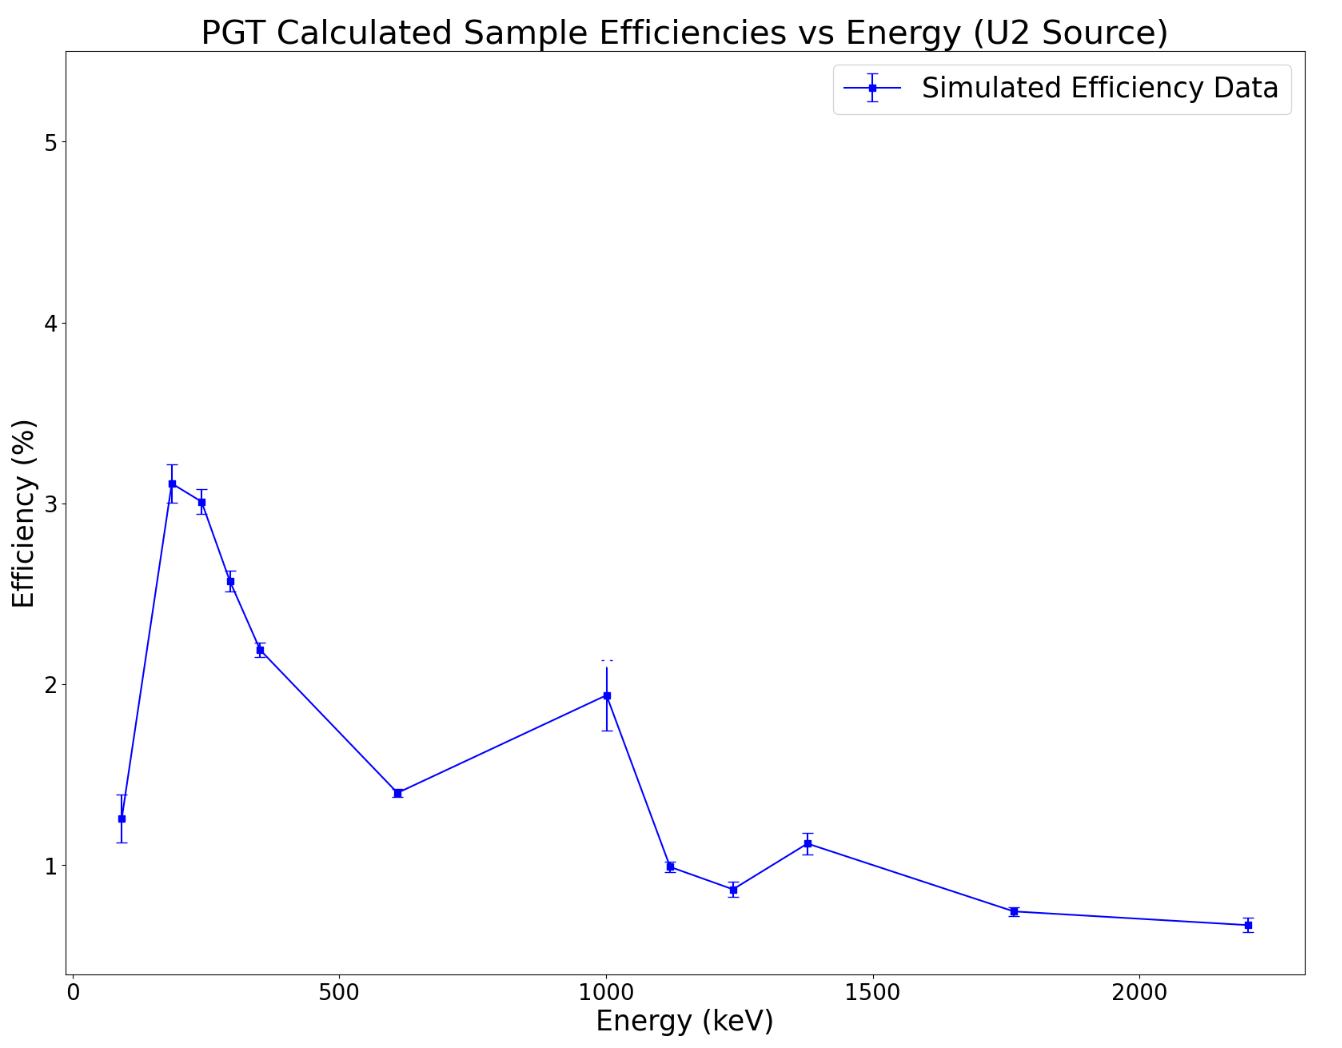 PGT Calculated Sample Efficiencies vs Energy (U2 Source)
Simulated Efficiency Data
5
4
3
2
1
Efficiency (%)
0 500 1000 1500 2000
Energy (keV)